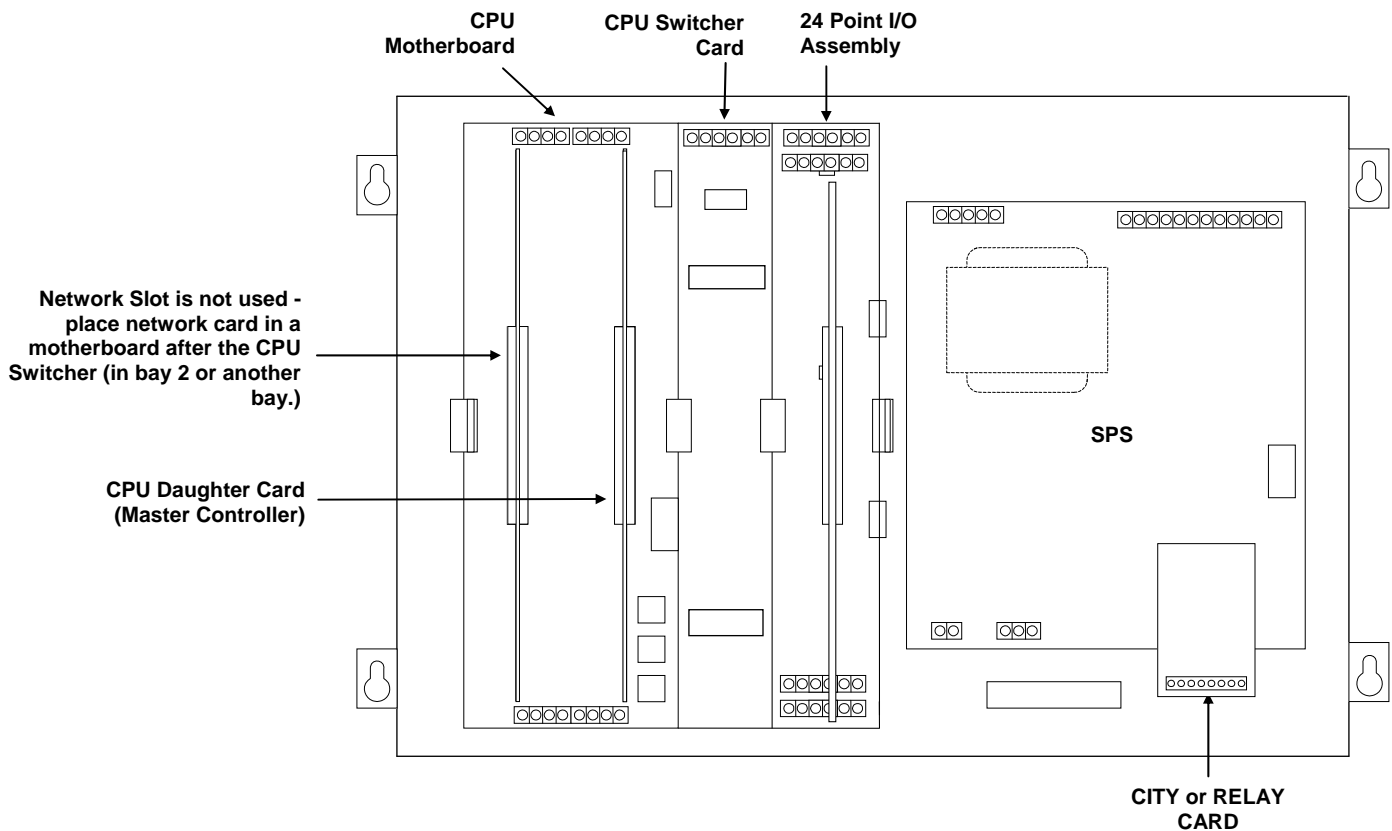 CPU
Motherboard
CPU Switcher
Card
24 Point I/O
Assembly
Network Slot is not used -
place network card in a
motherboard after the CPU
Switcher (in bay 2 or another
bay.)
CPU Daughter Card
(Master Controller)
SPS
CITY or RELAY
CARD